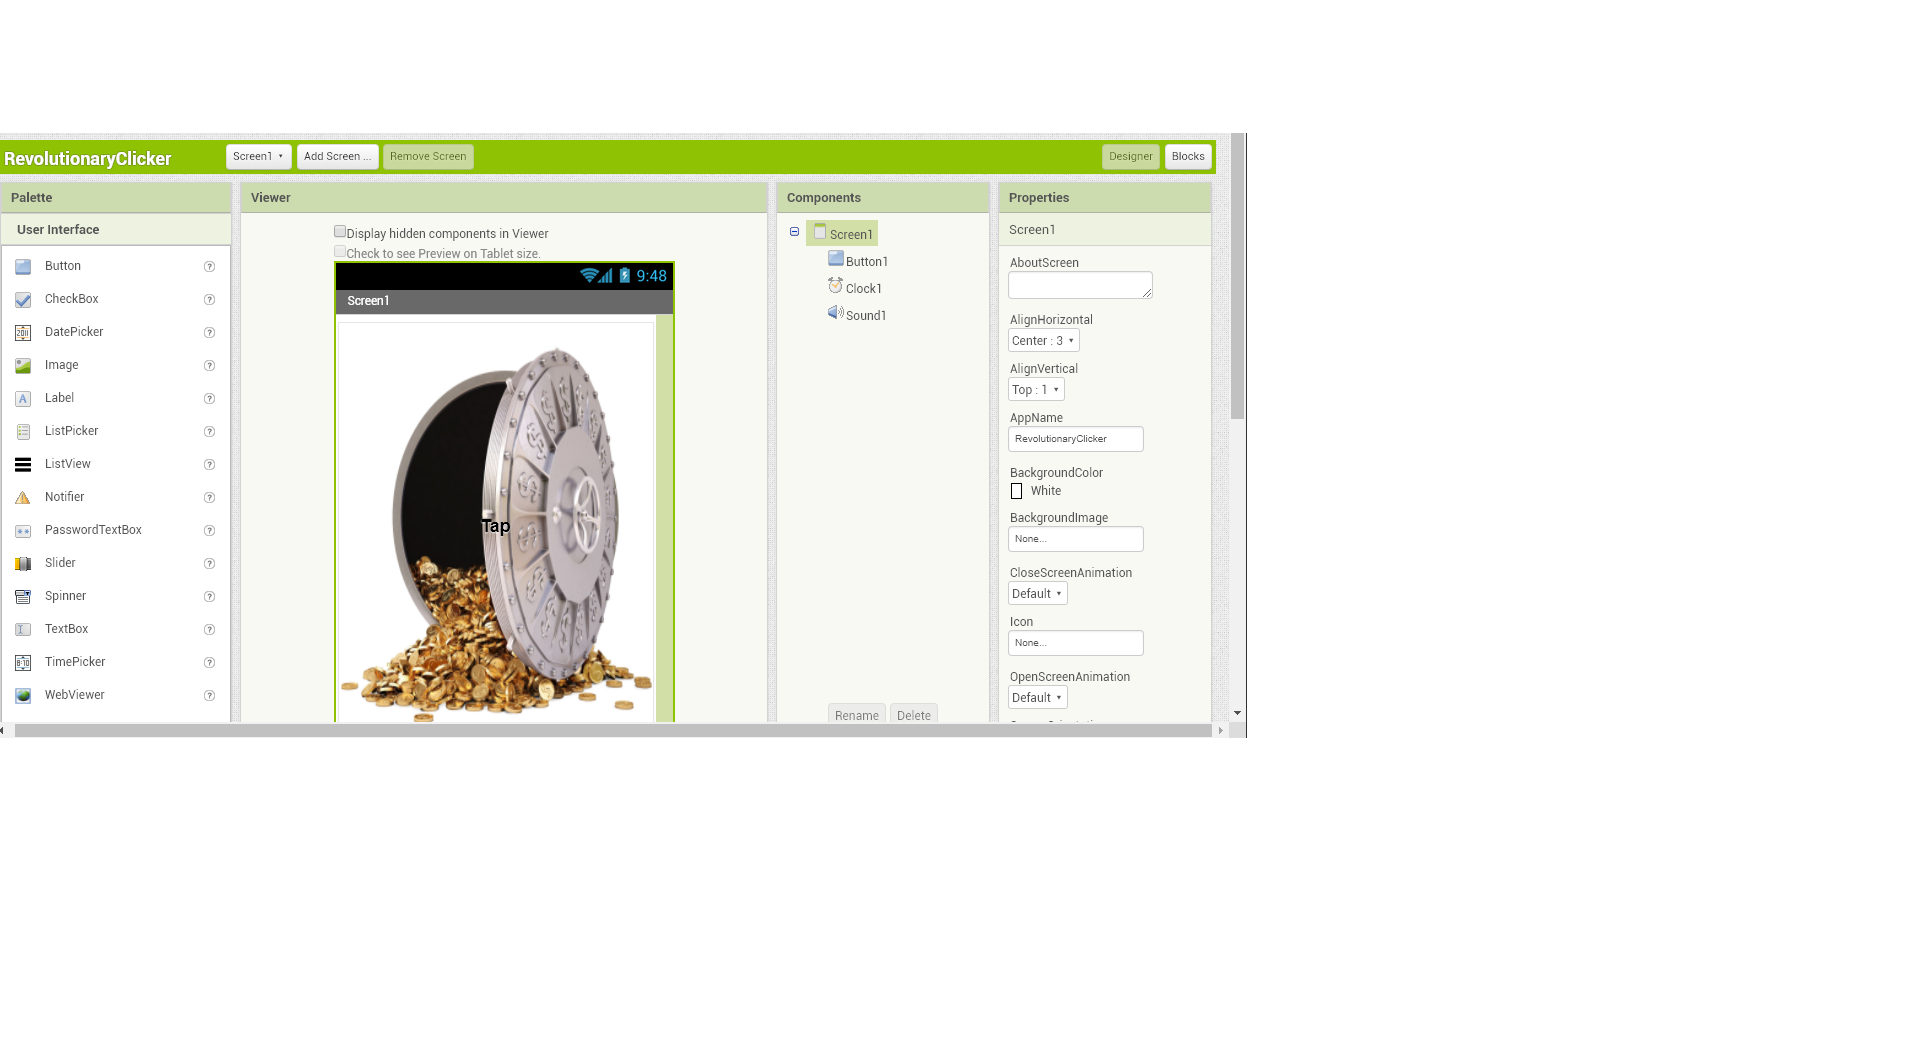 RevolutionaryClicker
Screen1
Add Screen ...
Remove Screen
Designer
Blocks
Palette
User Interface
Button
CheckBox
DatePicker
Image
Label
ListPicker
ListView
Notifier
PasswordTextBox
Slider
Spinner
TextBox
TimePicker
WebViewer
Viewer
Display hidden components in Viewer
Check to see Preview on Tablet size.
9:48
Screen1
Tap
Components
Screen1
Button1
Clock1
Sound1
Rename
Delete
Properties
Screen1
AboutScreen
AlignHorizontal
Center : 3
AlignVertical
Top : 1
AppName
RevolutionaryClicker
BackgroundColor
White
BackgroundImage
None...
CloseScreenAnimation
Default
Icon
None...
OpenScreenAnimation
Default